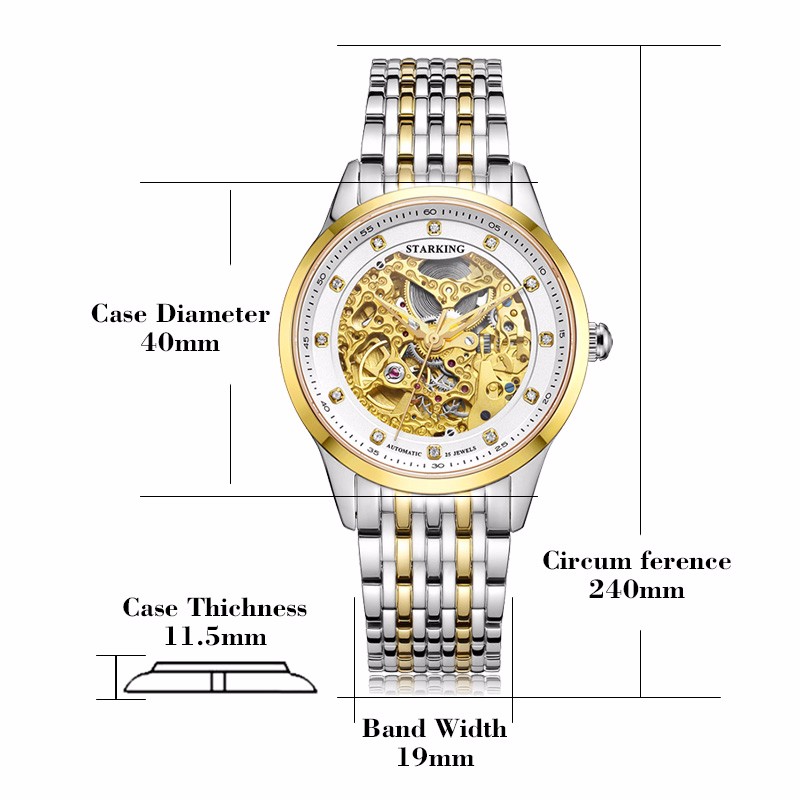 60
55
05
50
10
STARKING
Case Diameter
40mm
45
15
40
20
35
25
AUTOMATIC 25 JEWELS
30
Circum ference
240mm
Case Thichness
11.5mm
Band Width
19mm